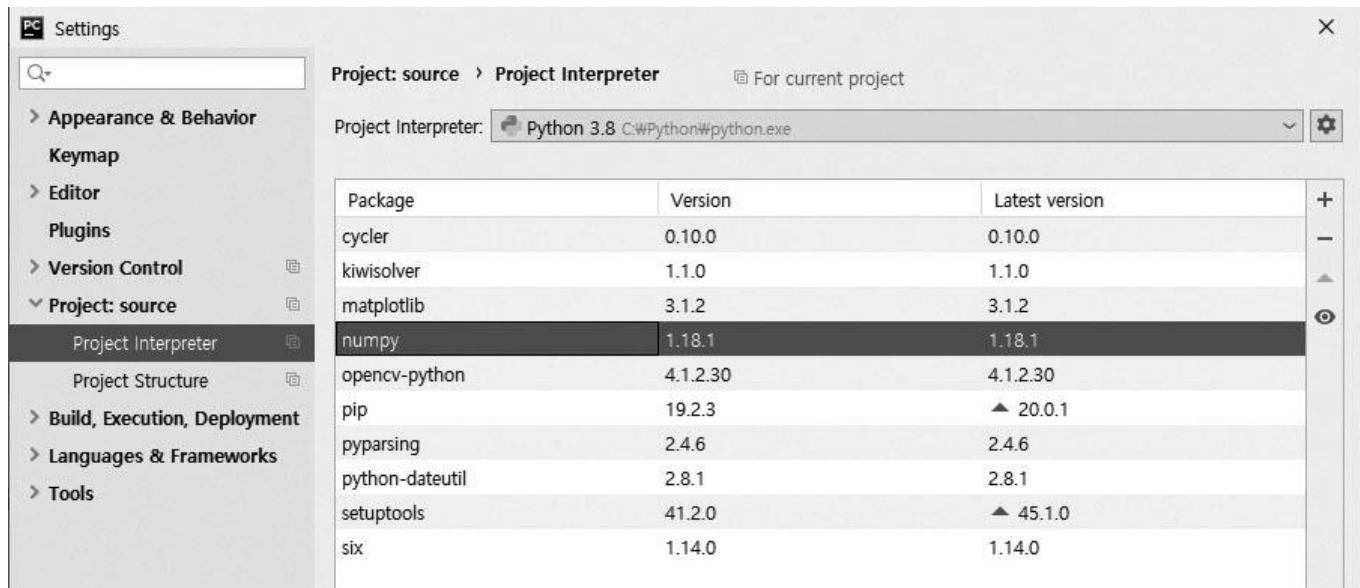 PC Settings
Project: source > Project Interpreter For current project
Appearance & Behavior
Project Interpreter: Python 3.8 C:₩Python₩python.exe
Keymap
Editor
Plugins
Version Control
Project: source
Project Interpreter
Project Structure
Build, Execution, Deployment
Languages & Frameworks
Tools
Package Version Latest version
cycler 0.10.0 0.10.0
kiwisolver 1.1.0 1.1.0
matplotlib 3.1.2 3.1.2
numpy 1.18.1 1.18.1
opencv-python 4.1.2.30 4.1.2.30
pip 19.2.3 ▲ 20.0.1
pyparsing 2.4.6 2.4.6
python-dateutil 2.8.1 2.8.1
setuptools 41.2.0 ▲ 45.1.0
six 1.14.0 1.14.0